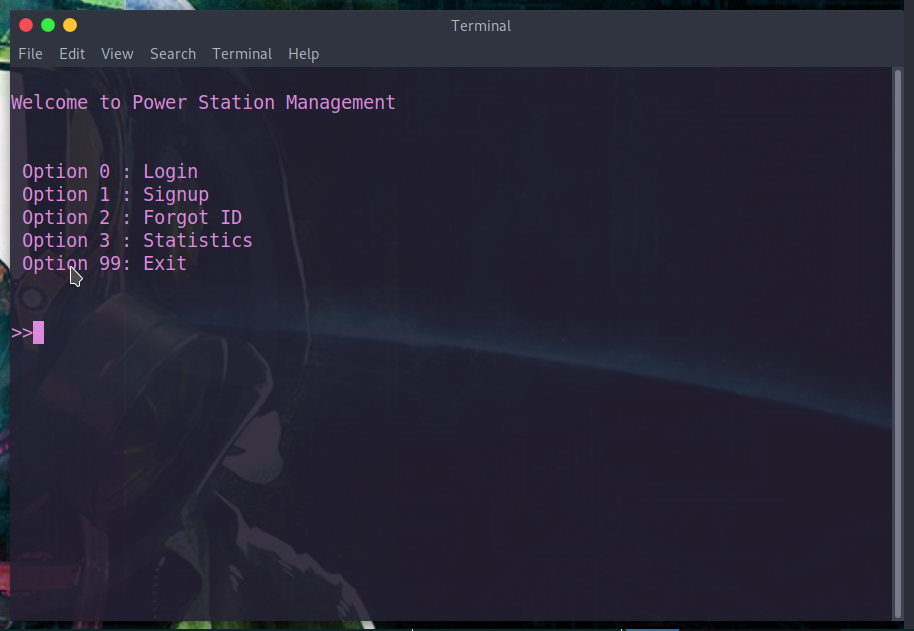 Terminal
File Edit View Search Terminal Help
Welcome to Power Station Management
Option 0 : Login
Option 1 : Signup
Option 2 : Forgot ID
Option 3 : Statistics
Option 99: Exit
>>